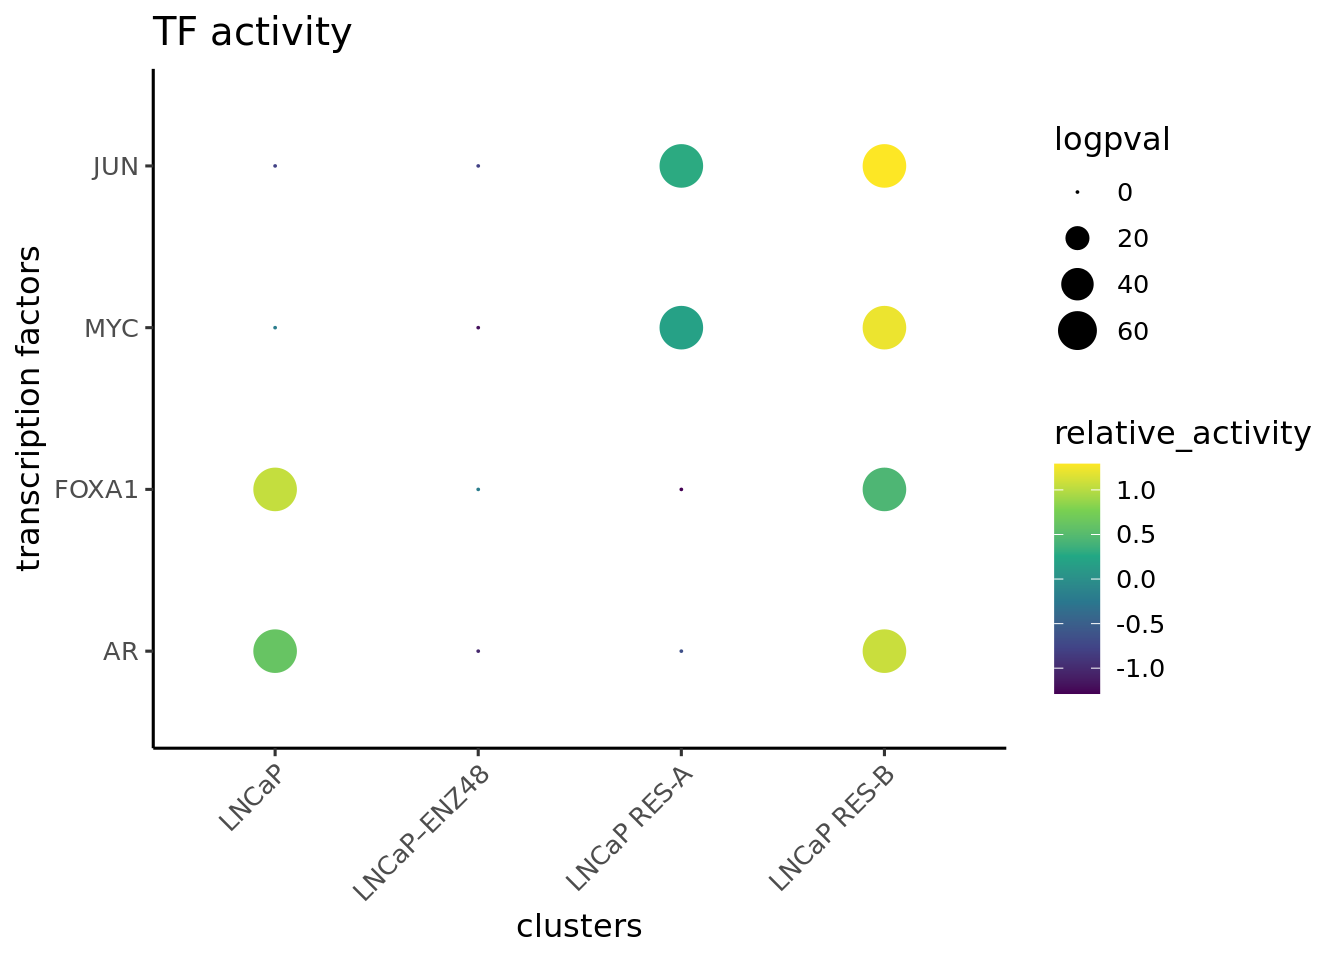 TF activity
transcription factors
JUN
MYC
FOXA1
AR
LNCaP
LNCaP–ENZ48
LNCaP RES-A
LNCaP RES-B
clusters
logpval
0
20
40
60
relative_activity
1.0
0.5
0.0
-0.5
-1.0